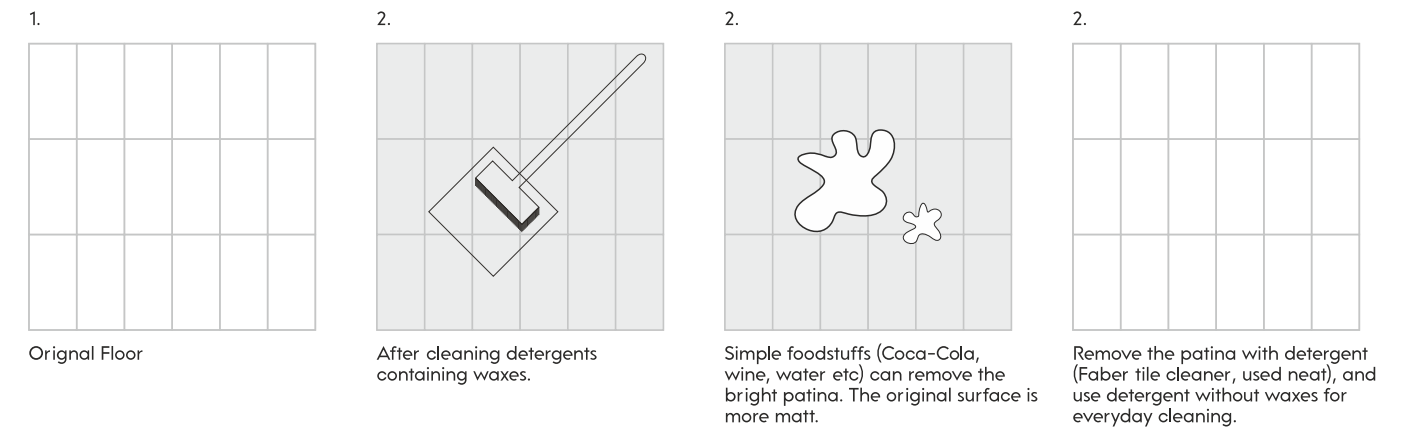 1.
2.
2.
2.
Orignal Floor
After cleaning detergents
containing waxes.
Simple foodstuffs (Coca-Cola,
wine, water etc) can remove the
bright patina. The original surface is
more matt.
Remove the patina with detergent
(Faber tile cleaner, used neat), and
use detergent without waxes for
everyday cleaning.